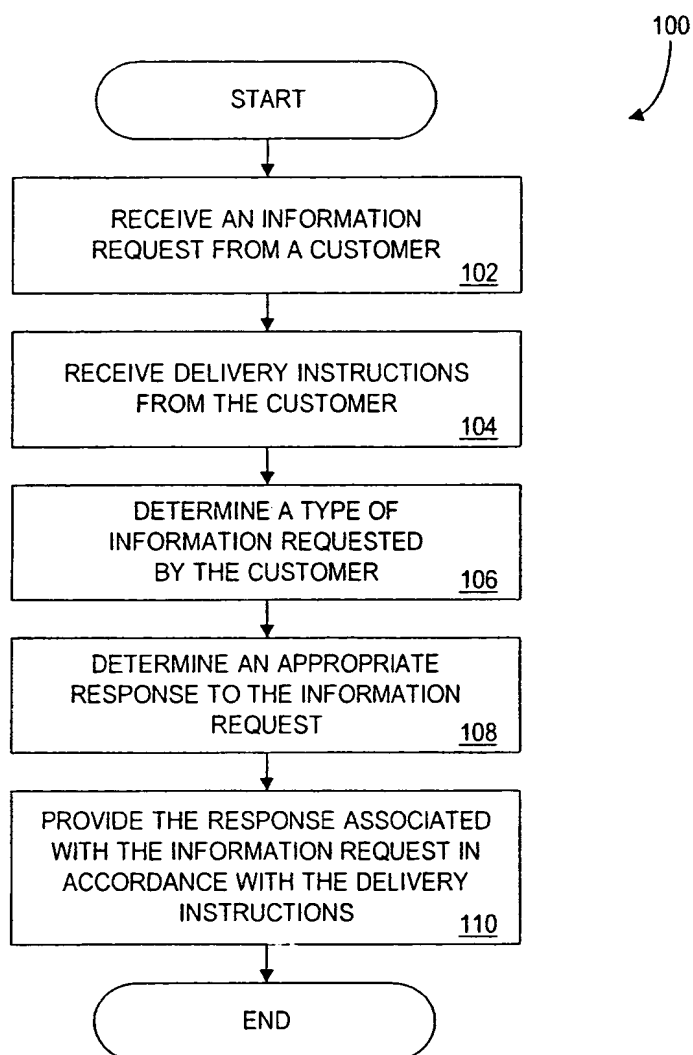 100
START
RECEIVE AN INFORMATION
REQUEST FROM A CUSTOMER
102
RECEIVE DELIVERY INSTRUCTIONS
FROM THE CUSTOMER
104
DETERMINE A TYPE OF
INFORMATION REQUESTED
BY THE CUSTOMER
106
DETERMINE AN APPROPRIATE
RESPONSE TO THE INFORMATION
REQUEST
108
PROVIDE THE RESPONSE ASSOCIATED
WITH THE INFORMATION REQUEST IN
ACCORDANCE WITH THE DELIVERY
INSTRUCTIONS
110
END